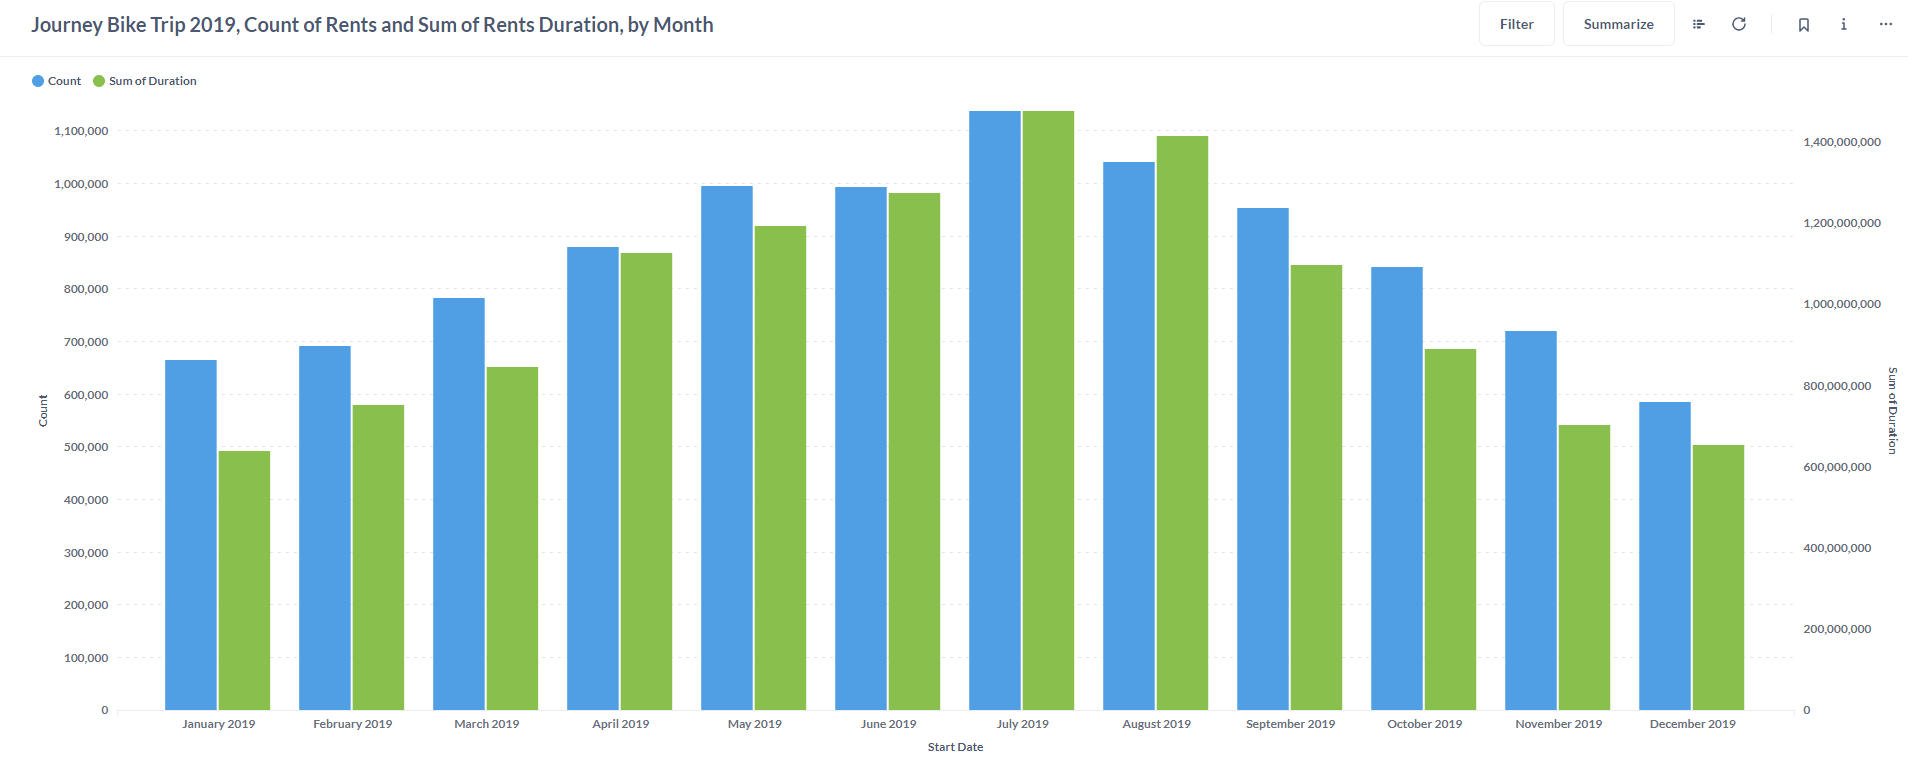 Journey Bike Trip 2019, Count of Rents and Sum of Rents Duration, by Month
Filter
Summarize
Count
Sum of Duration
1,100,000
1,000,000
900,000
800,000
700,000
600,000
500,000
400,000
300,000
200,000
100,000
0
Count
1,400,000,000
1,200,000,000
1,000,000,000
800,000,000
600,000,000
400,000,000
200,000,000
0
Sum of Duration
January 2019
February 2019
March 2019
April 2019
May 2019
June 2019
July 2019
August 2019
September 2019
October 2019
November 2019
December 2019
Start Date